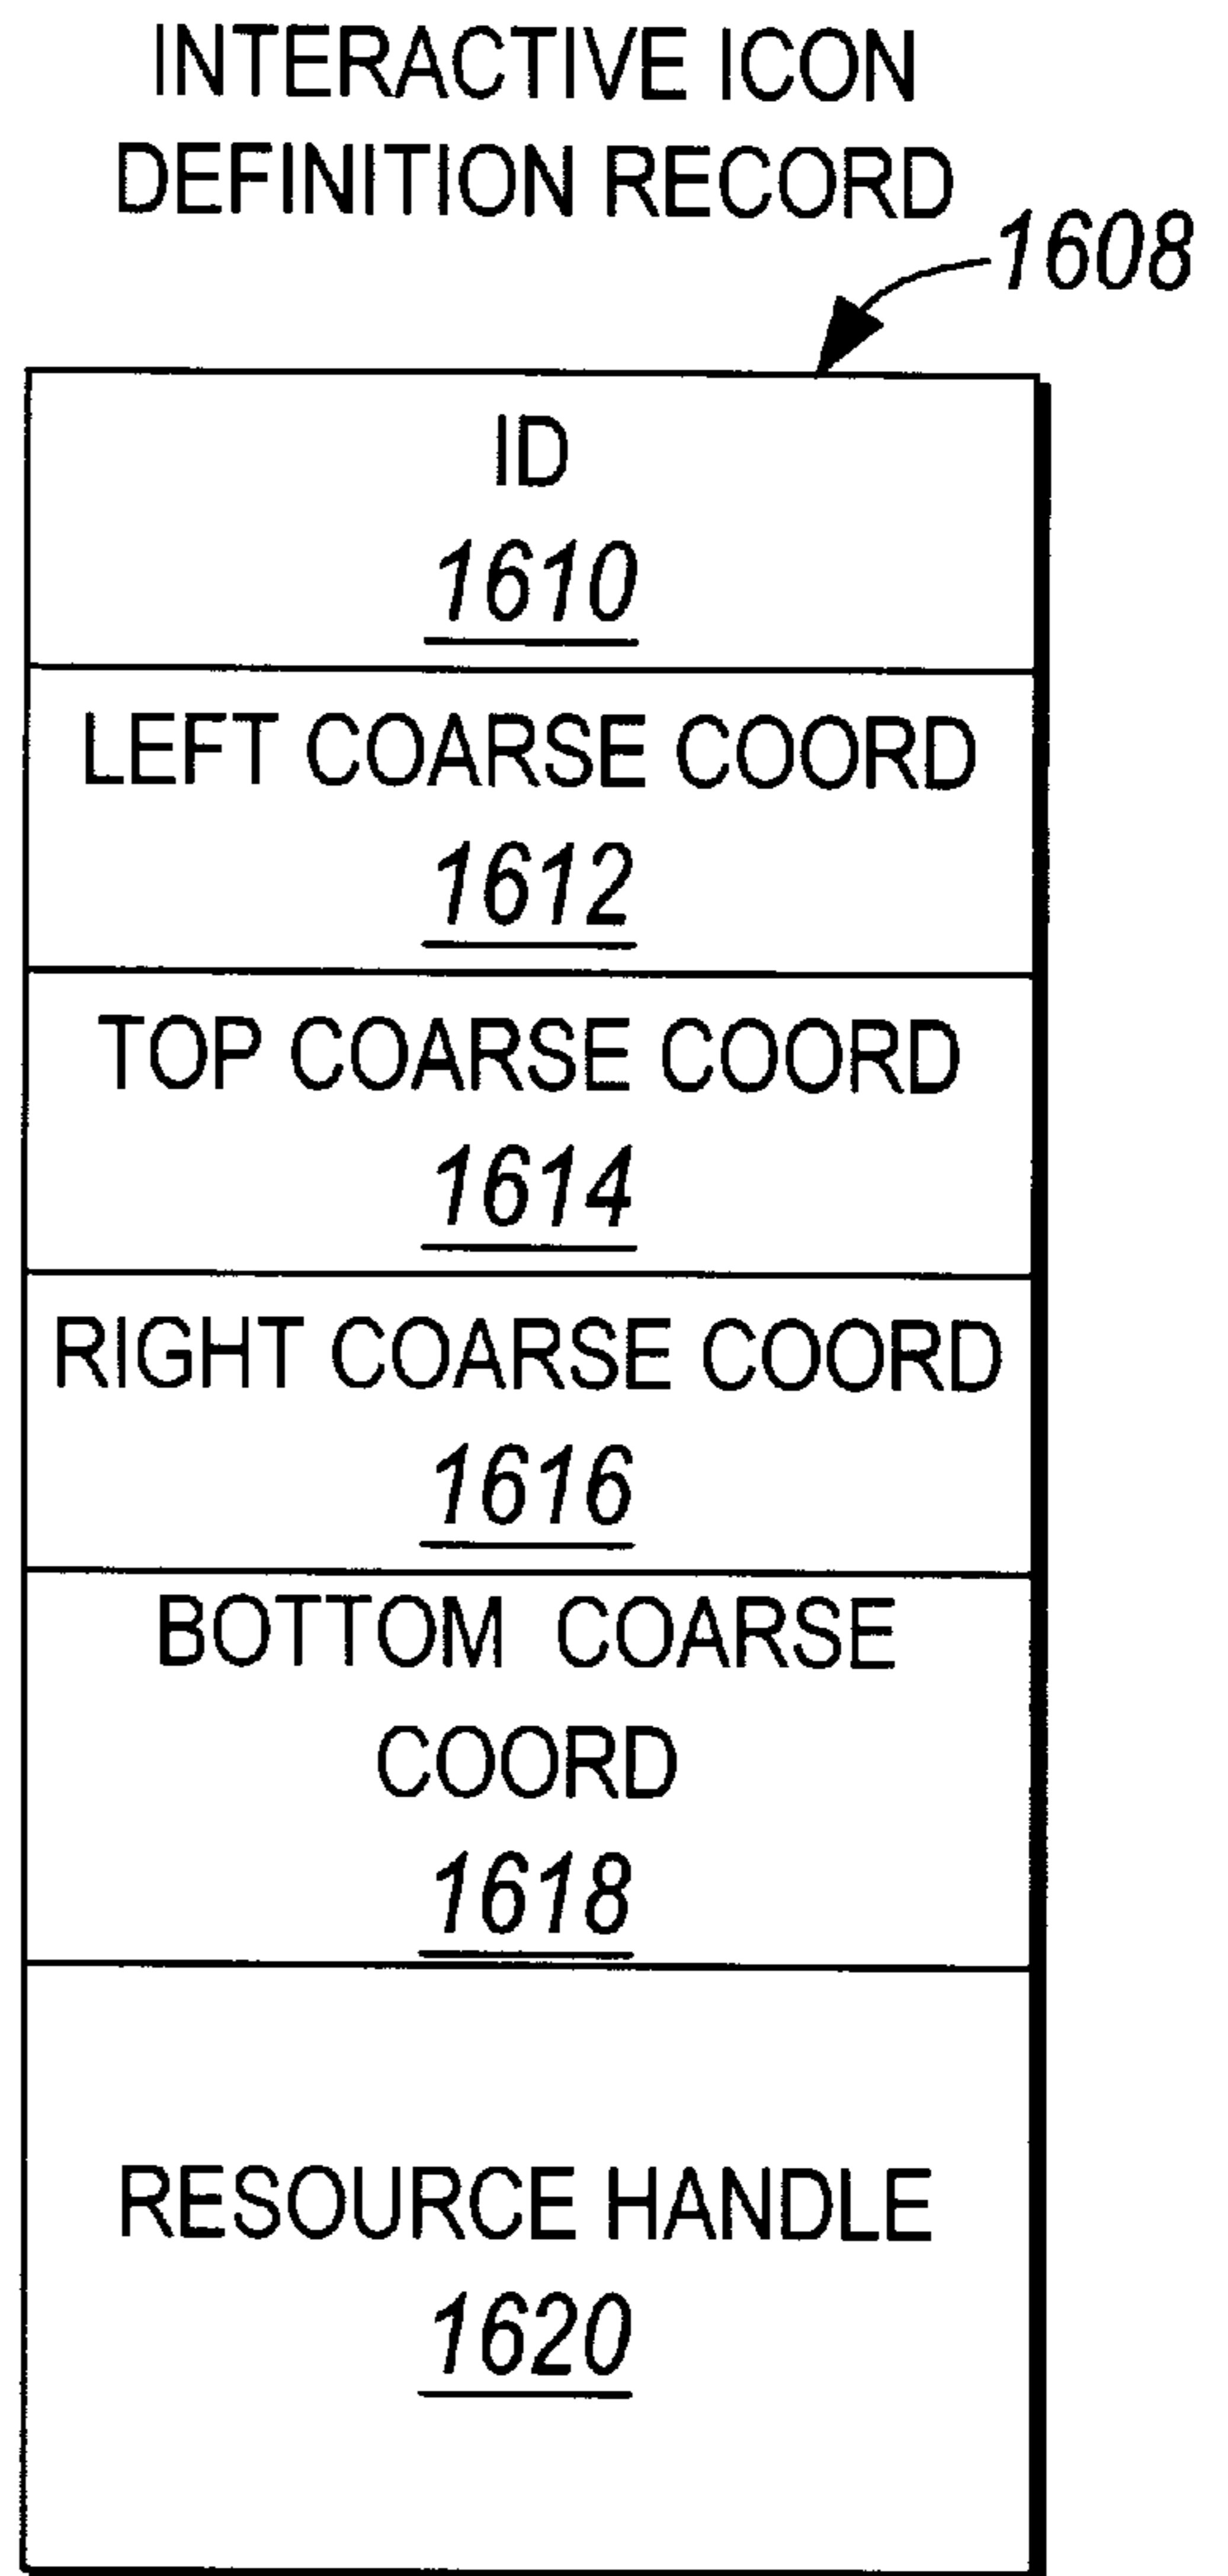 INTERACTIVE ICON
DEFINITION RECORD
1608
ID
1610
LEFT COARSE COORD
1612
TOP COARSE COORD
1614
RIGHT COARSE COORD
1616
BOTTOM COARSE
COORD
1618
RESOURCE HANDLE
1620